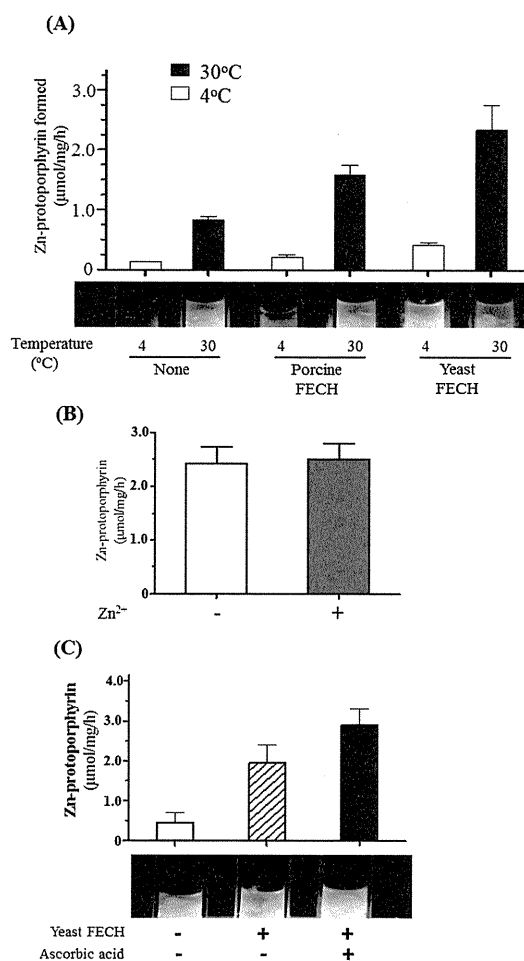 (A)
30°C
4°C
Zn-protoporphyrin formed
(μmol/mg/h)
3.0
2.0
1.0
0
Temperature
(°C)
4 30 4 30 4 30
None Porcine FECH Yeast FECH
(B)
Zn-protoporphyrin
(μmol/mg/h)
3.0
2.0
1.0
0
Zn²⁺ - +
(C)
Zn-protoporphyrin
(μmol/mg/h)
4.0
3.0
2.0
1.0
0
Yeast FECH - + +
Ascorbic acid - - +